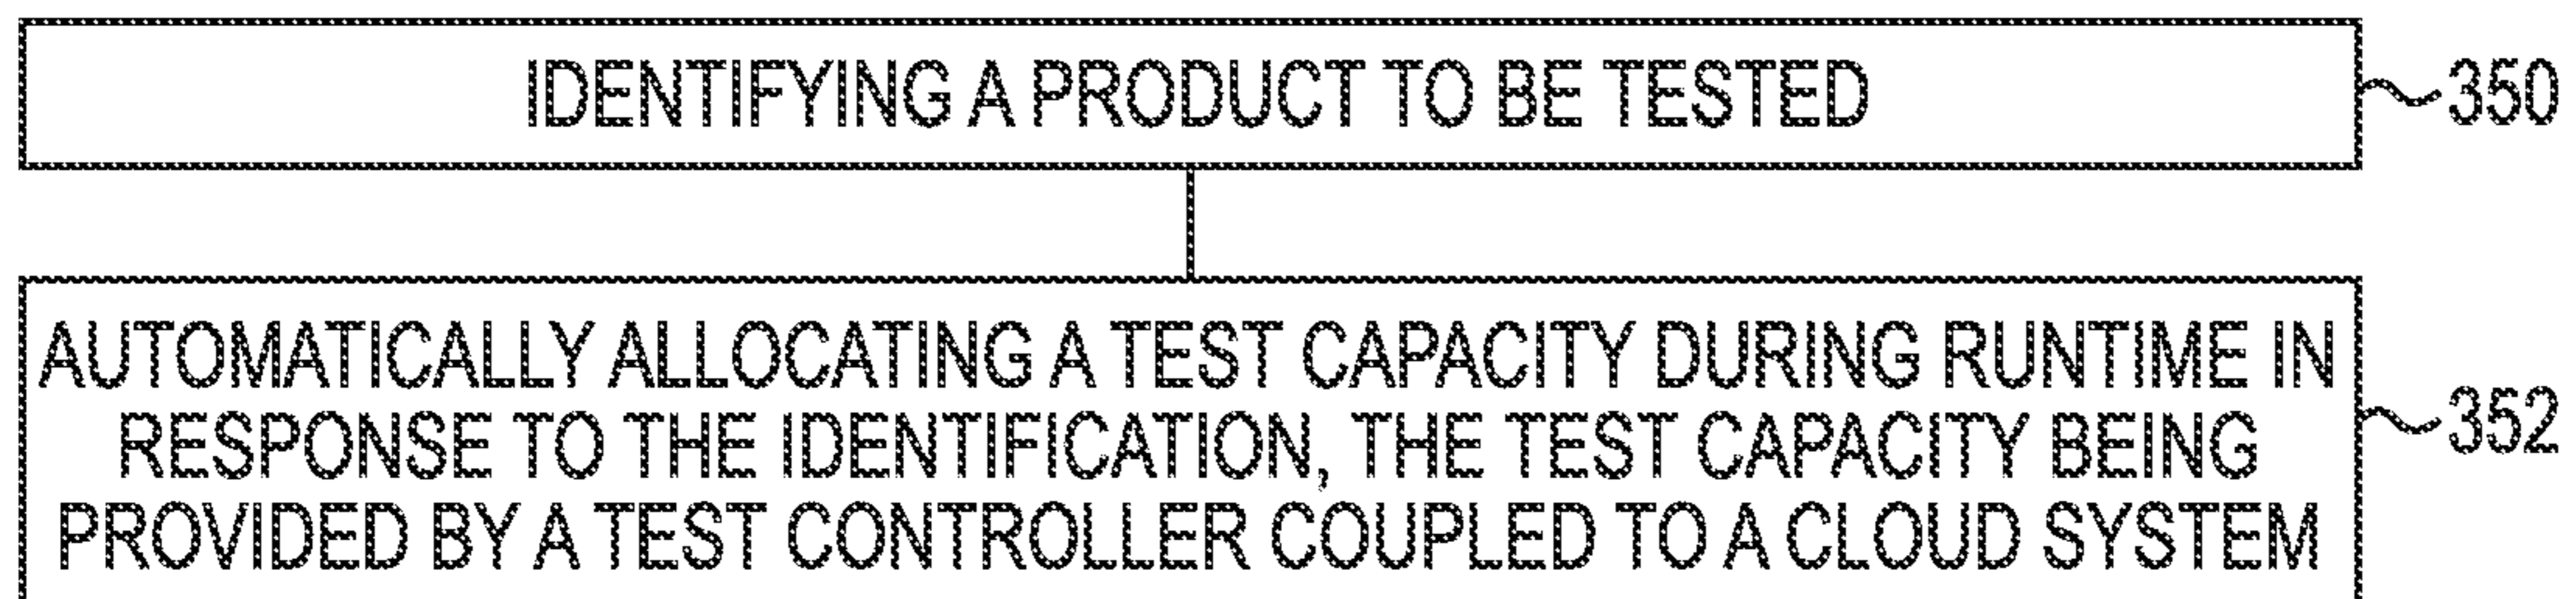 IDENTIFYING A PRODUCT TO BE TESTED
350
AUTOMATICALLY ALLOCATING A TEST CAPACITY DURING RUNTIME IN
RESPONSE TO THE IDENTIFICATION, THE TEST CAPACITY BEING
PROVIDED BY A TEST CONTROLLER COUPLED TO A CLOUD SYSTEM
352